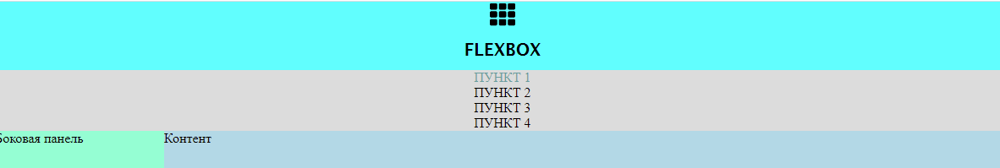 FLEXBOX
ПУНКТ 1
ПУНКТ 2
ПУНКТ 3
ПУНКТ 4
Боковая панель
Контент